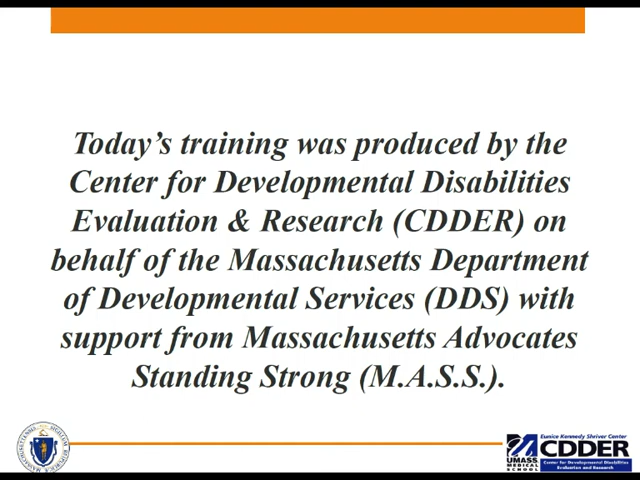 Today's training was produced by the
Center for Developmental Disabilities
Evaluation & Research (CDDER) on
behalf of the Massachusetts Department
of Developmental Services (DDS) with
support from Massachusetts Advocates
Standing Strong (M.A.S.S.).
Eunice Kennedy Shriver Center
CDDER
UMASS
MEDICAL
SCHOOL
Center for Developmental Disabilities
Evaluation and Research